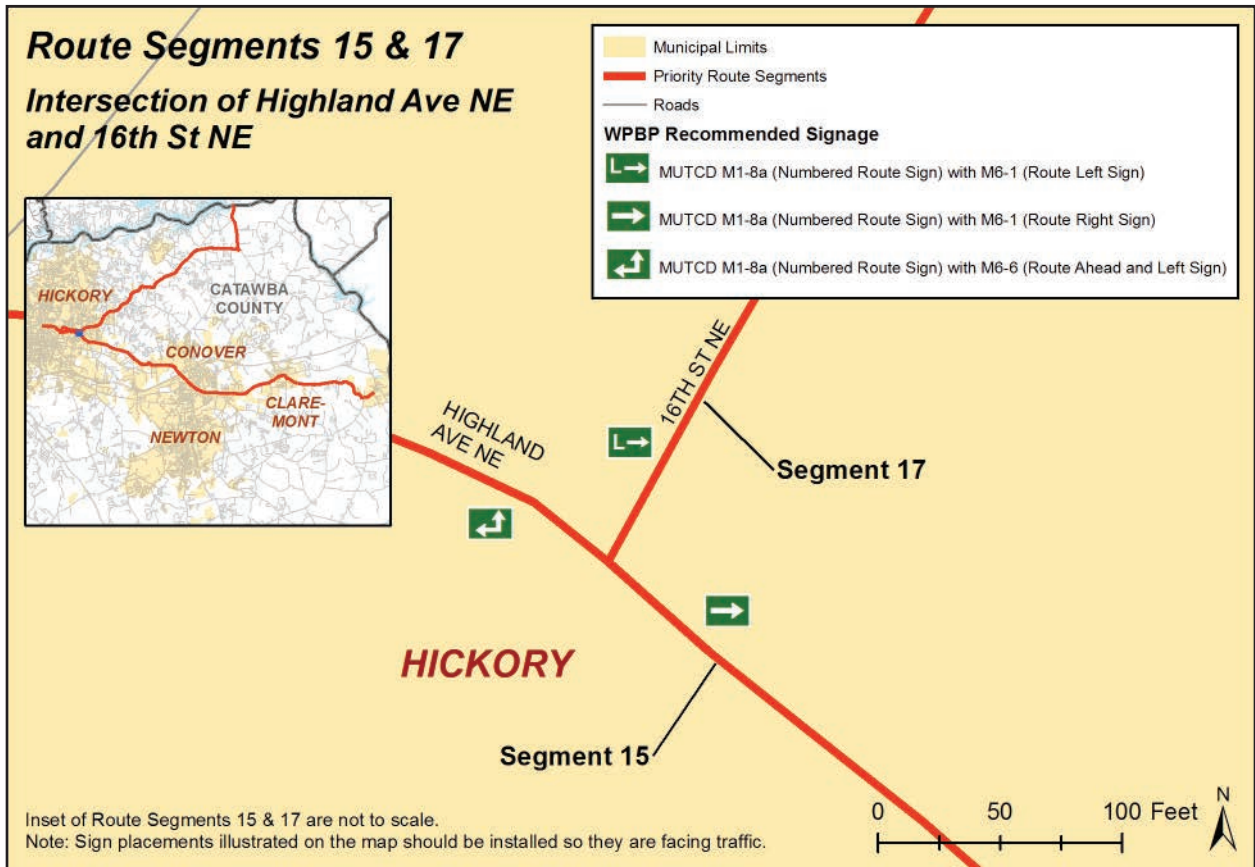 Route Segments 15 & 17
Intersection of Highland Ave NE
and 16th St NE
Municipal Limits
Priority Route Segments
Roads
WPBP Recommended Signage
L
MUTCD M1-8a (Numbered Route Sign) with M6-1 (Route Left Sign)
MUTCD M1-8a (Numbered Route Sign) with M6-1 (Route Right Sign)
MUTCD M1-8a (Numbered Route Sign) with M6-6 (Route Ahead and Left Sign)
HICKORY
CATAWBA
COUNTY
CONOVER
CLARE-
MONT
NEWTON
HIGHLAND
AVE NE
16TH ST NE
L
Segment 17
HICKORY
Segment 15
Inset of Route Segments 15 & 17 are not to scale.
Note: Sign placements illustrated on the map should be installed so they are facing traffic.
0 50 100 Feet
N